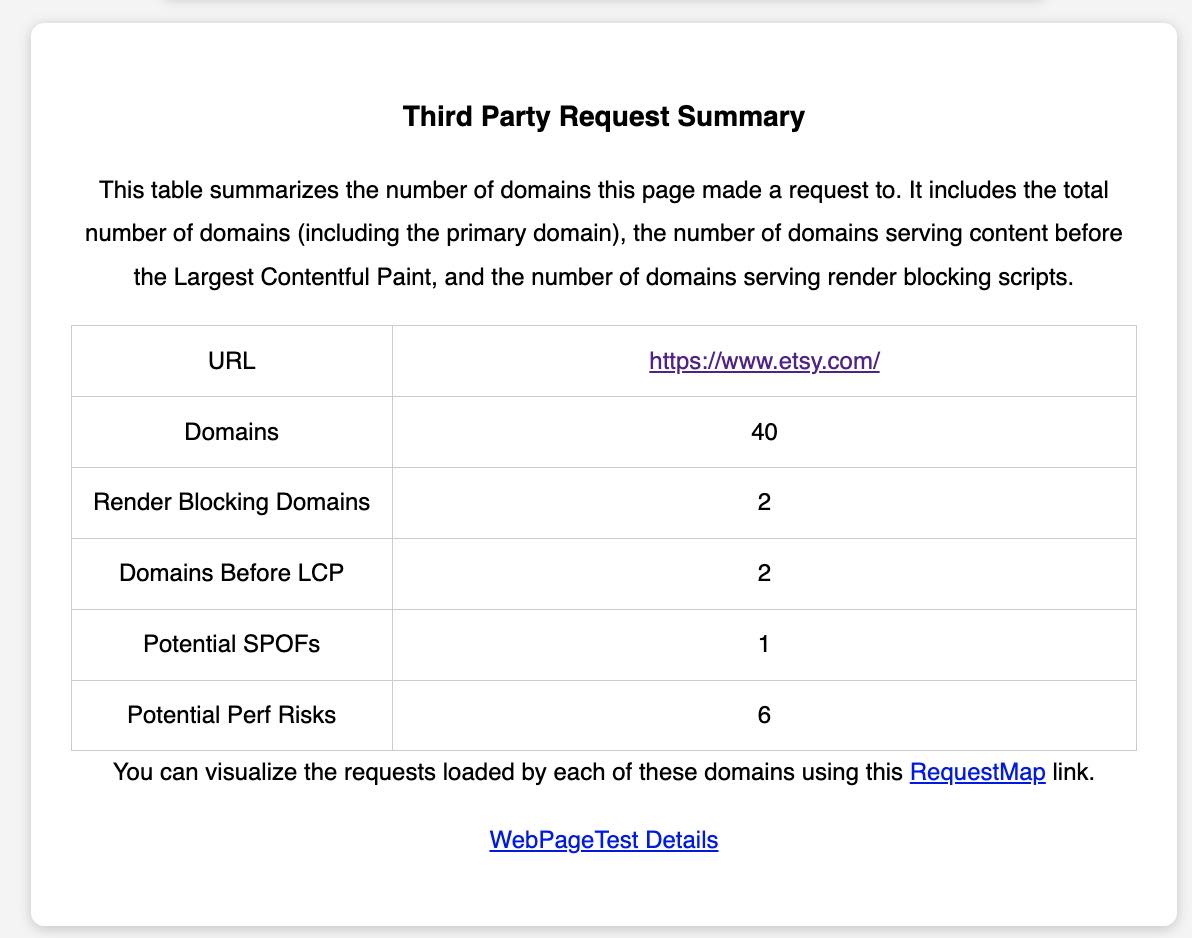 Third Party Request Summary
This table summarizes the number of domains this page made a request to. It includes the total
number of domains (including the primary domain), the number of domains serving content before
the Largest Contentful Paint, and the number of domains serving render blocking scripts.
URL https://www.etsy.com/
Domains 40
Render Blocking Domains 2
Domains Before LCP 2
Potential SPOFs 1
Potential Perf Risks 6
You can visualize the requests loaded by each of these domains using this RequestMap link.
WebPageTest Details